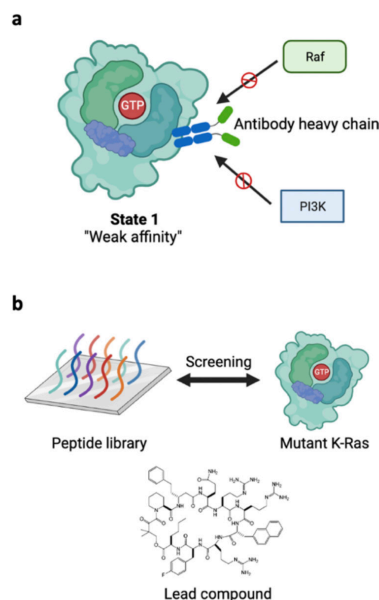 a
Raf
GTP
Antibody heavy chain
State 1
"Weak affinity"
PI3K
b
Screening
GTP
Peptide library
Mutant K-Ras
Lead compound